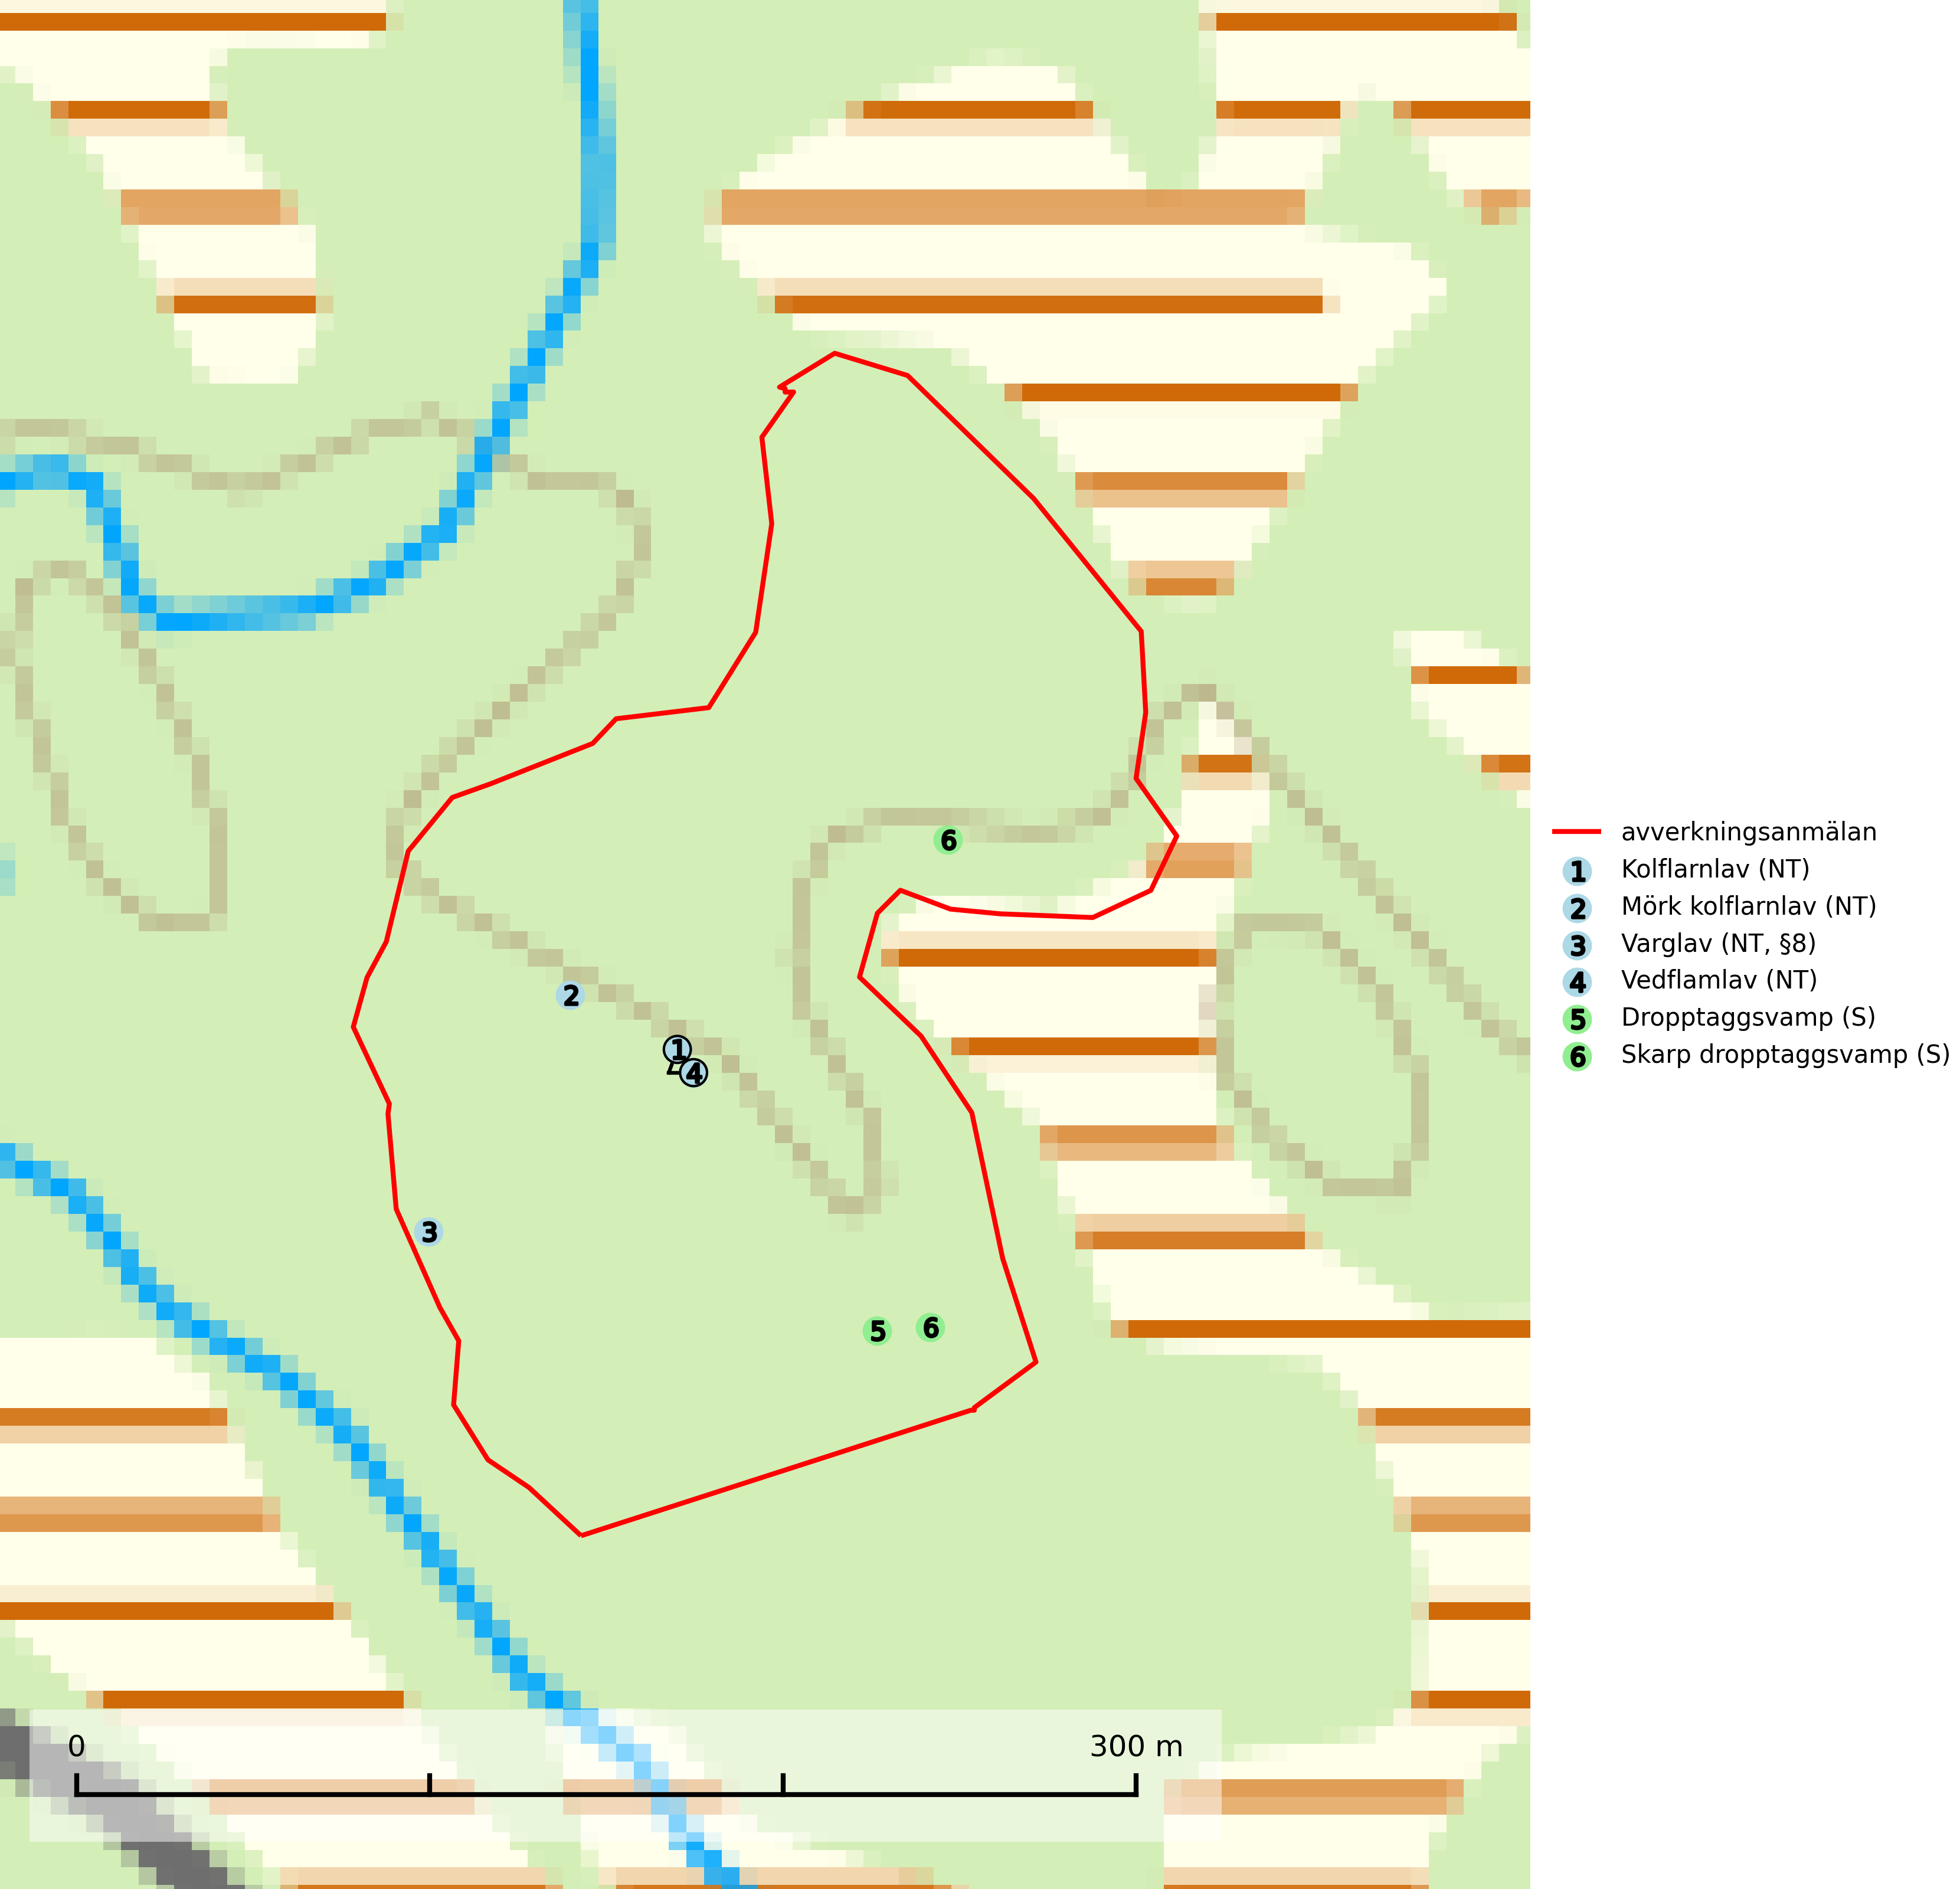 6
2
1
4
3
5
6
avverkningsanmälan
1 Kolflarnlav (NT)
2 Mörk kolflarnlav (NT)
3 Varglav (NT, §8)
4 Vedflamlav (NT)
5 Dropptaggsvamp (S)
6 Skarp dropptaggsvamp (S)
0 300 m